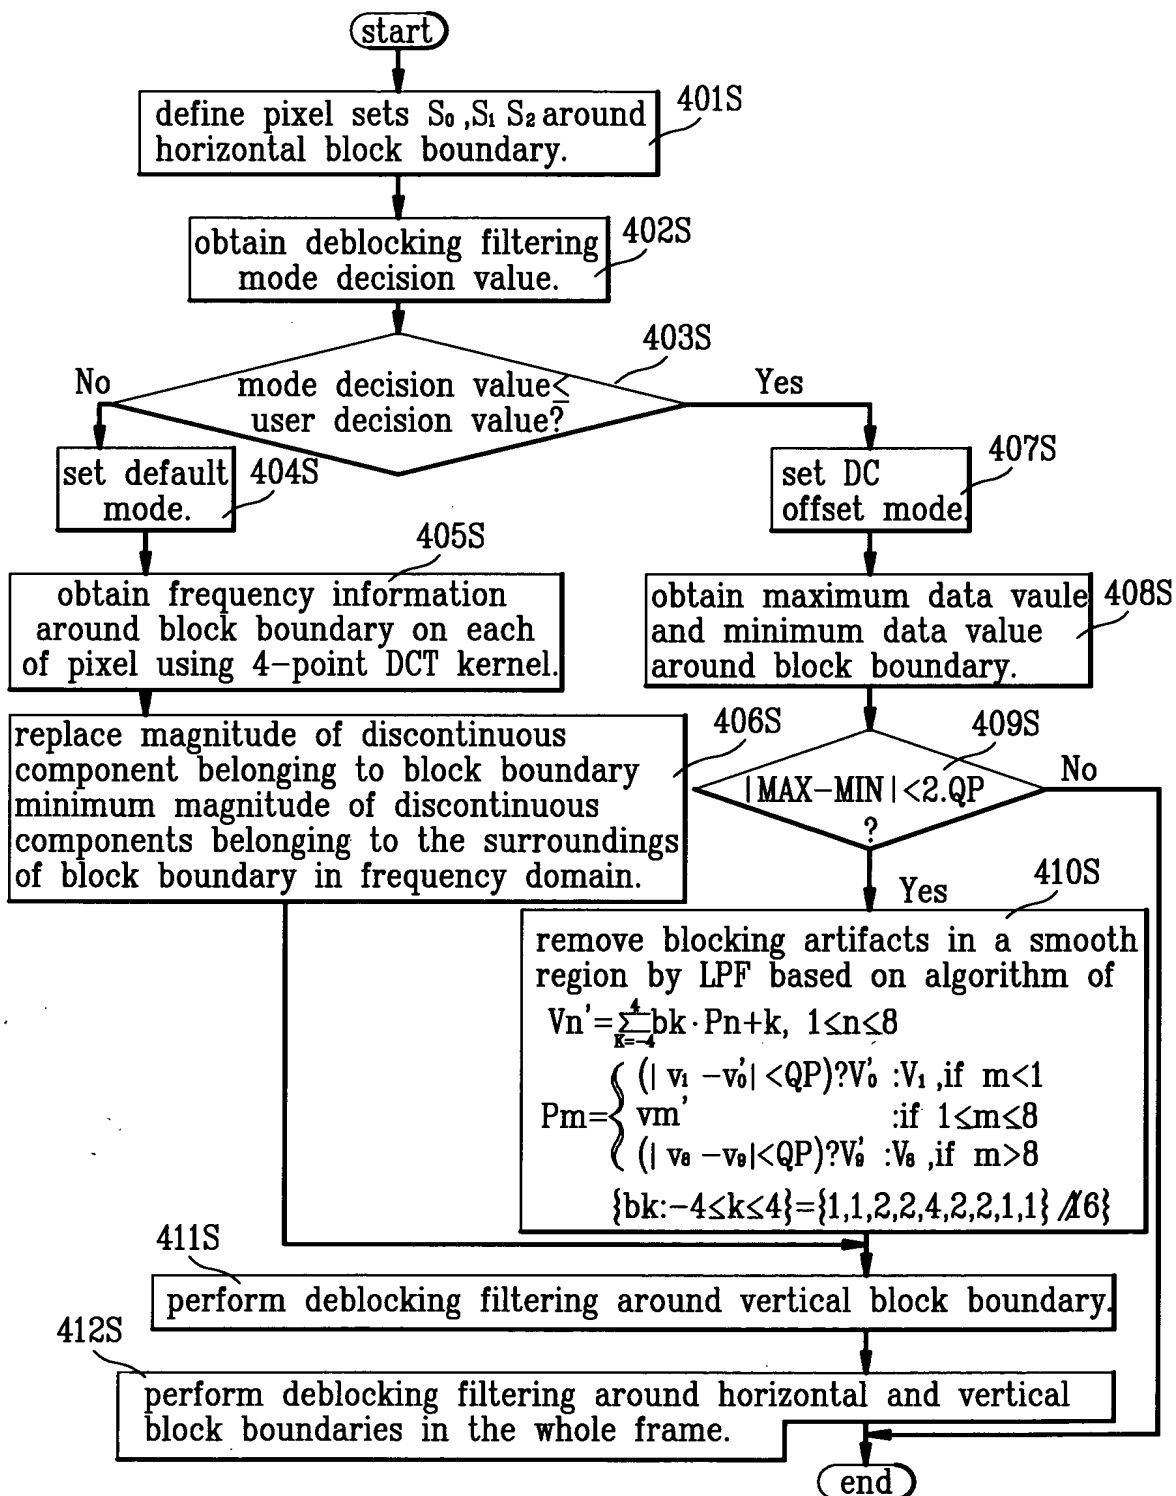 start
define pixel sets S₀,S₁ S₂ around
horizontal block boundary.
401S
obtain deblocking filtering
mode decision value.
402S
mode decision value≤
user decision value?
403S
No
Yes
set default
mode.
404S
set DC
offset mode.
407S
obtain frequency information
around block boundary on each
of pixel using 4-point DCT kernel.
405S
obtain maximum data vaule
and minimum data value
around block boundary.
408S
replace magnitude of discontinuous
component belonging to block boundary
minimum magnitude of discontinuous
components belonging to the surroundings
of block boundary in frequency domain.
406S
|MAX-MIN|<2.QP
?
409S
No
Yes
410S
remove blocking artifacts in a smooth
region by LPF based on algorithm of
Vn'=∑bk·Pn+k, 1≤n≤8
4
K=-4
Pm={
(| v₁ -v₀'| <QP)?V₀' :V₁ ,if m<1
vm' :if 1≤m≤8
(| v₈ -v₉|<QP)?V₉' :V₈ ,if m>8
{bk:-4≤k≤4}={1,1,2,2,4,2,2,1,1} //16}
411S
perform deblocking filtering around vertical block boundary.
412S
perform deblocking filtering around horizontal and vertical
block boundaries in the whole frame.
end